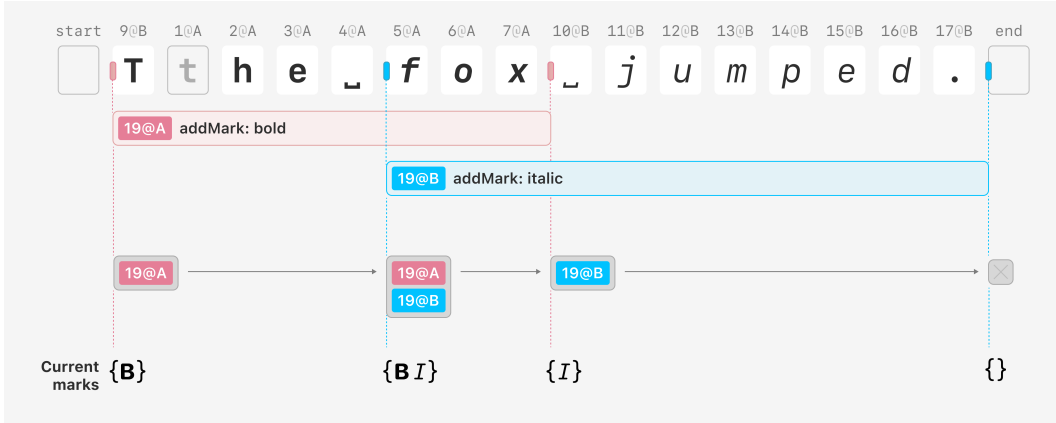 start 9@B 1@A 2@A 3@A 4@A 5@A 6@A 7@A 10@B 11@B 12@B 13@B 14@B 15@B 16@B 17@B end
T t h e ␣ f o x ␣ j u m p e d .
19@A addMark: bold
19@B addMark: italic
19@A 19@A 19@B
19@B
Current marks {B} {B I} {I} {}